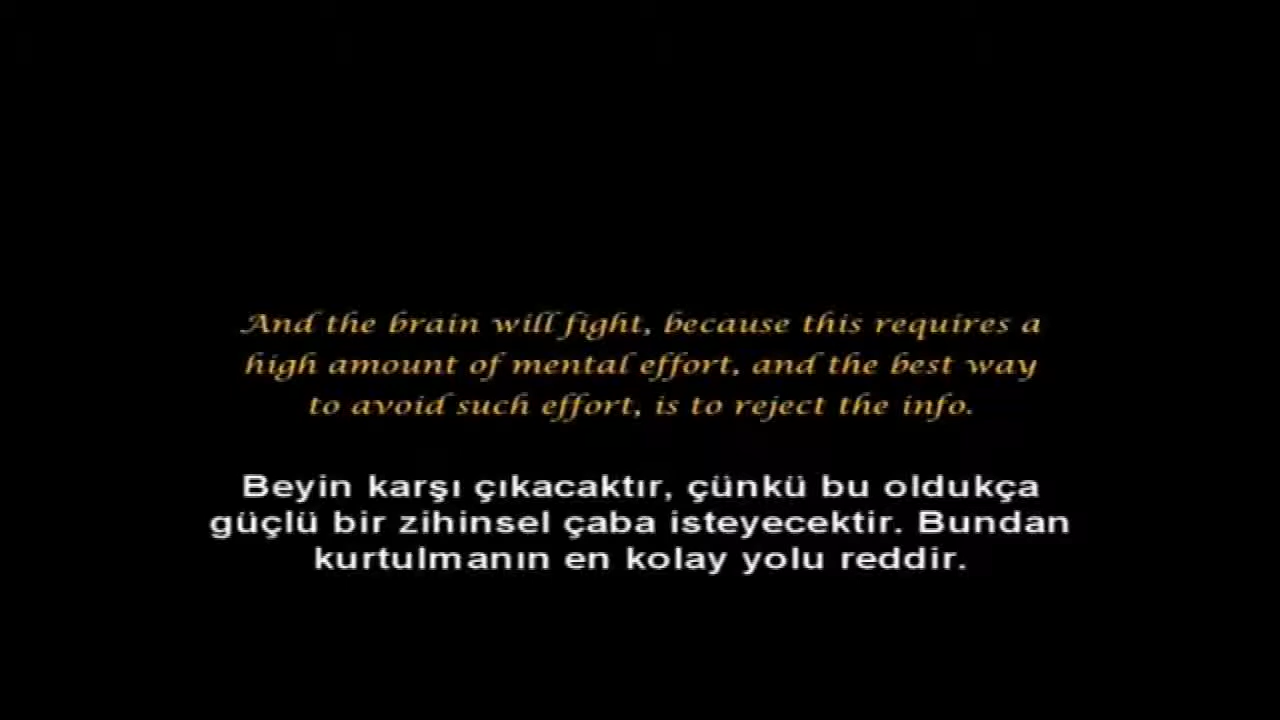 And the brain will fight, because this requires a
high amount of mental effort, and the best way
to avoid such effort, is to reject the info.
Beyin karşı çıkacaktır, çünkü bu oldukça
güçlü bir zihinsel çaba isteyecektir. Bundan
kurtulmanın en kolay yolu reddir.